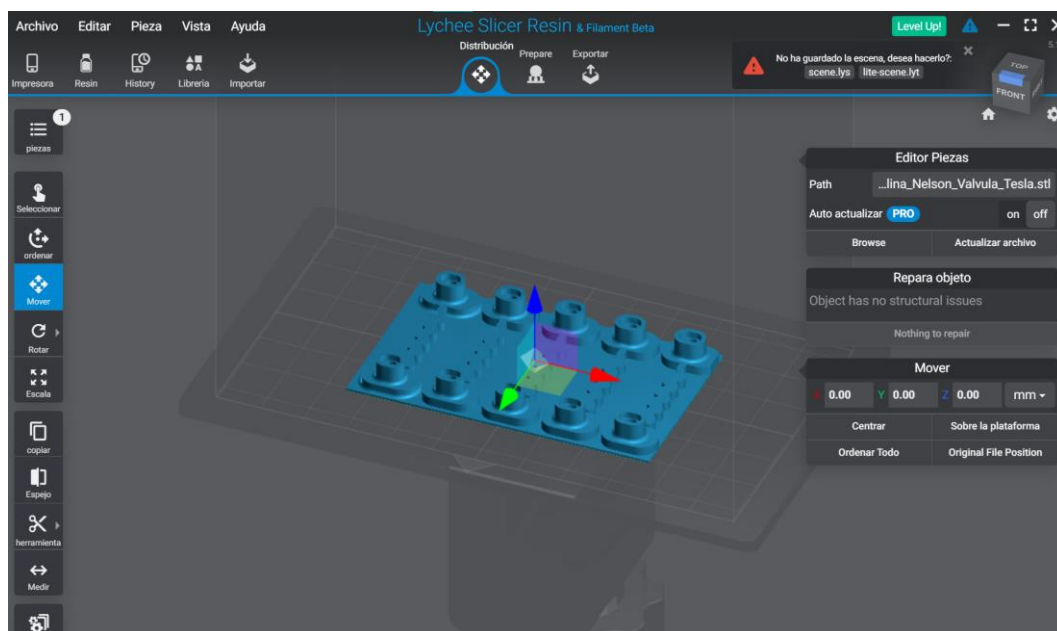 Archivo Editar Pieza Vista Ayuda
Lychee Slicer Resin & Filament Beta
Level Up!
Impresora Resin History Libreria Importar
Distribución Prepare Exportar
No ha guardado la escena, desea hacerlo?:
scene.lys lite-scene.lyt
TOP
FRONT
1
piezas
Seleccionar
ordenar
Mover
Rotar
Escala
copiar
Espejo
herramienta
Medir
Editor Piezas
Path ...lina_Nelson_Valvula_Tesla.stl
Auto actualizar PRO on off
Browse Actualizar archivo
Repara objeto
Object has no structural issues
Nothing to repair
Mover
X 0.00 Y 0.00 Z 0.00 mm
Centrar Sobre la plataforma
Ordenar Todo Original File Position